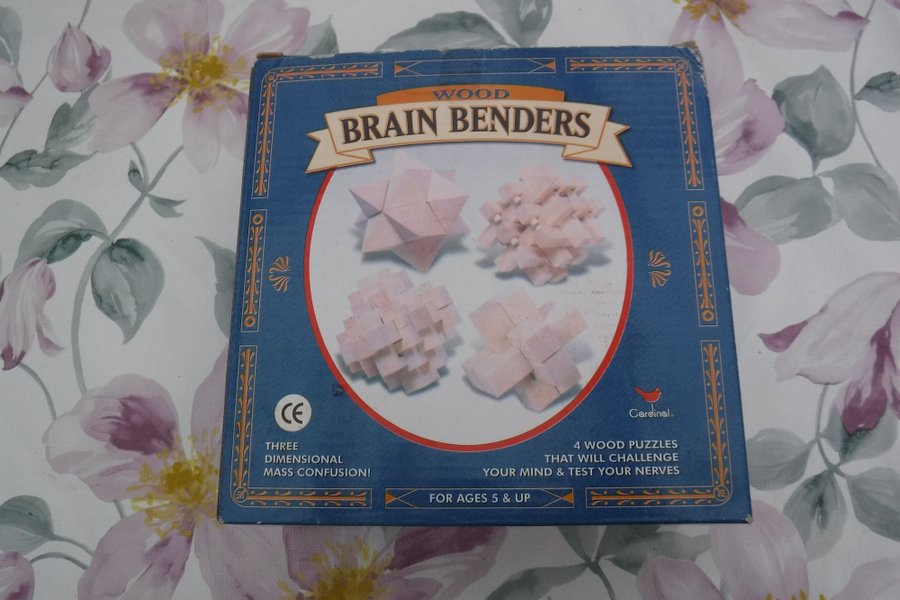 WOOD
BRAIN BENDERS
CE
Cardinal®
THREE
DIMENSIONAL
MASS CONFUSION!
4 WOOD PUZZLES
THAT WILL CHALLENGE
YOUR MIND & TEST YOUR NERVES
FOR AGES 5 & UP